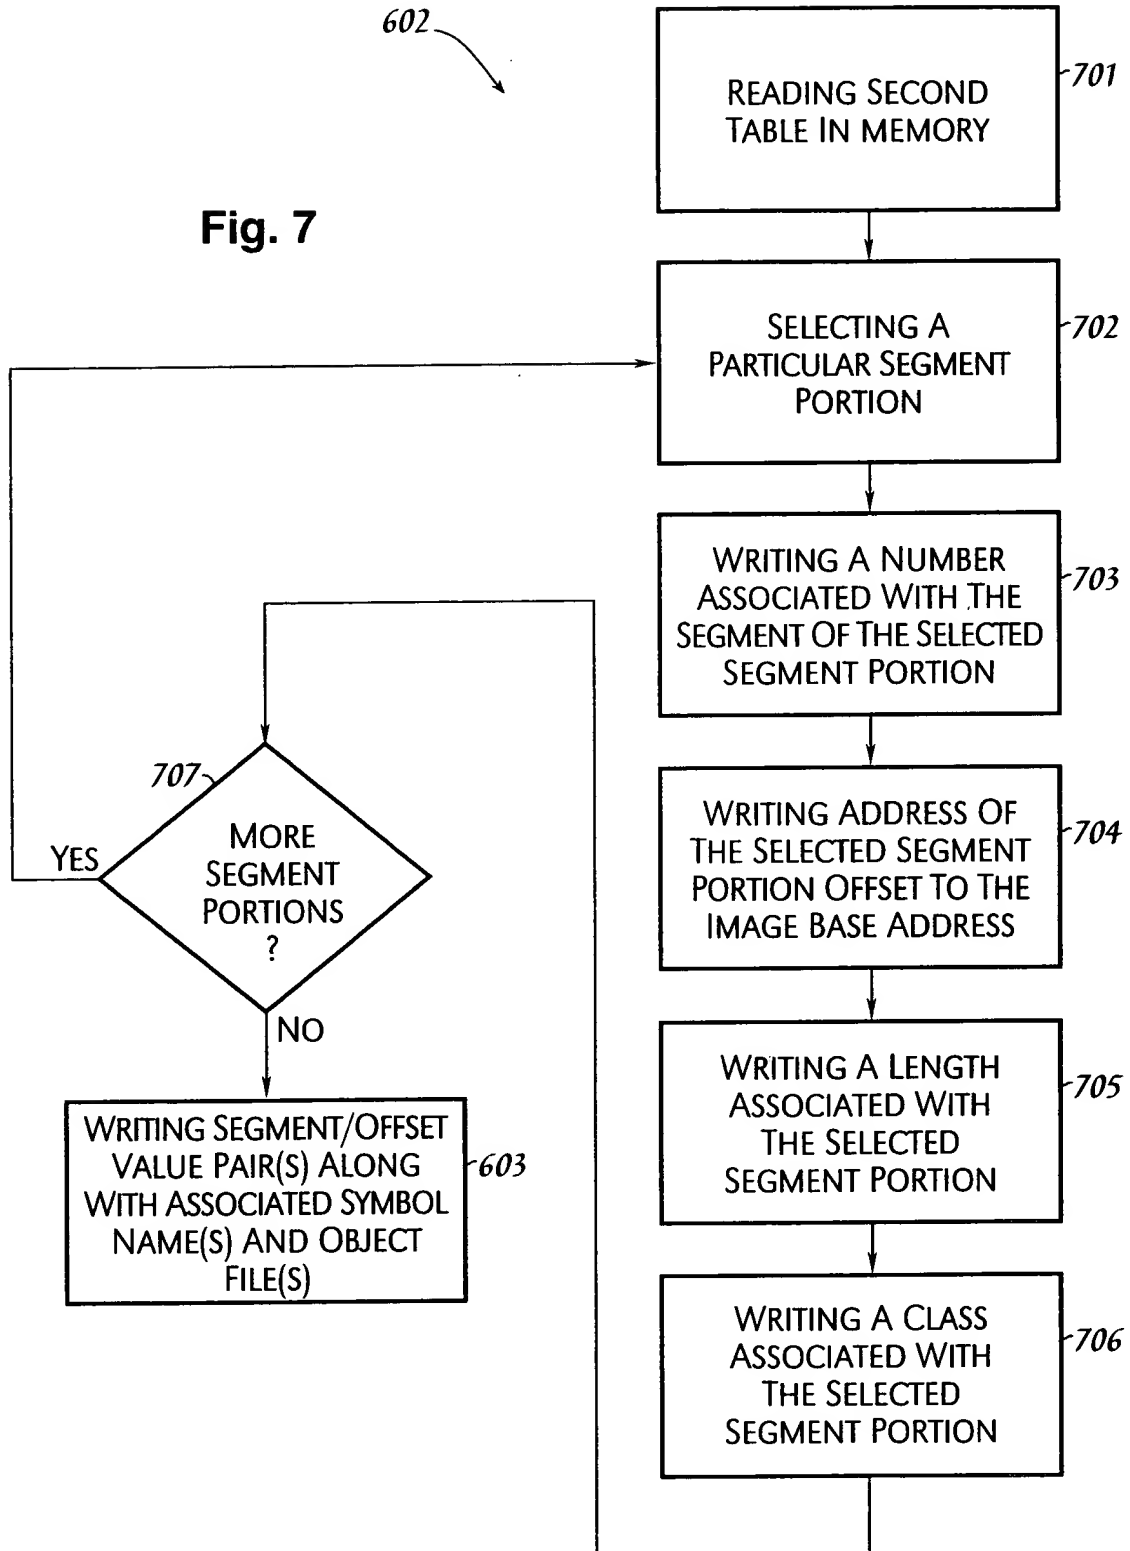 602
READING SECOND
TABLE IN MEMORY
701
Fig. 7
SELECTING A
PARTICULAR SEGMENT
PORTION
702
WRITING A NUMBER
ASSOCIATED WITH THE
SEGMENT OF THE SELECTED
SEGMENT PORTION
703
WRITING ADDRESS OF
THE SELECTED SEGMENT
PORTION OFFSET TO THE
IMAGE BASE ADDRESS
704
WRITING A LENGTH
ASSOCIATED WITH
THE SELECTED
SEGMENT PORTION
705
WRITING A CLASS
ASSOCIATED WITH
THE SELECTED
SEGMENT PORTION
706
707
MORE
SEGMENT
PORTIONS
?
YES
NO
WRITING SEGMENT/OFFSET
VALUE PAIR(S) ALONG
WITH ASSOCIATED SYMBOL
NAME(S) AND OBJECT
FILE(S)
603